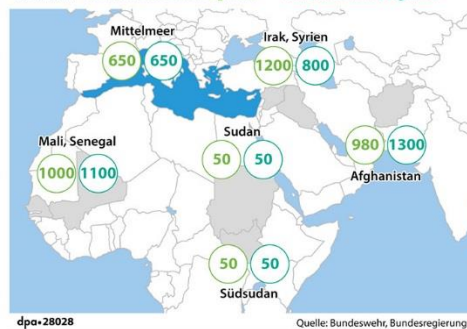 Mittelmeer
650 650
Irak, Syrien
1200 800
Mali, Senegal
1000 1100
Sudan
50 50
980 1300
Afghanistan
50 50
Südsudan
dpa•28028
Quelle: Bundeswehr, Bundesregierung